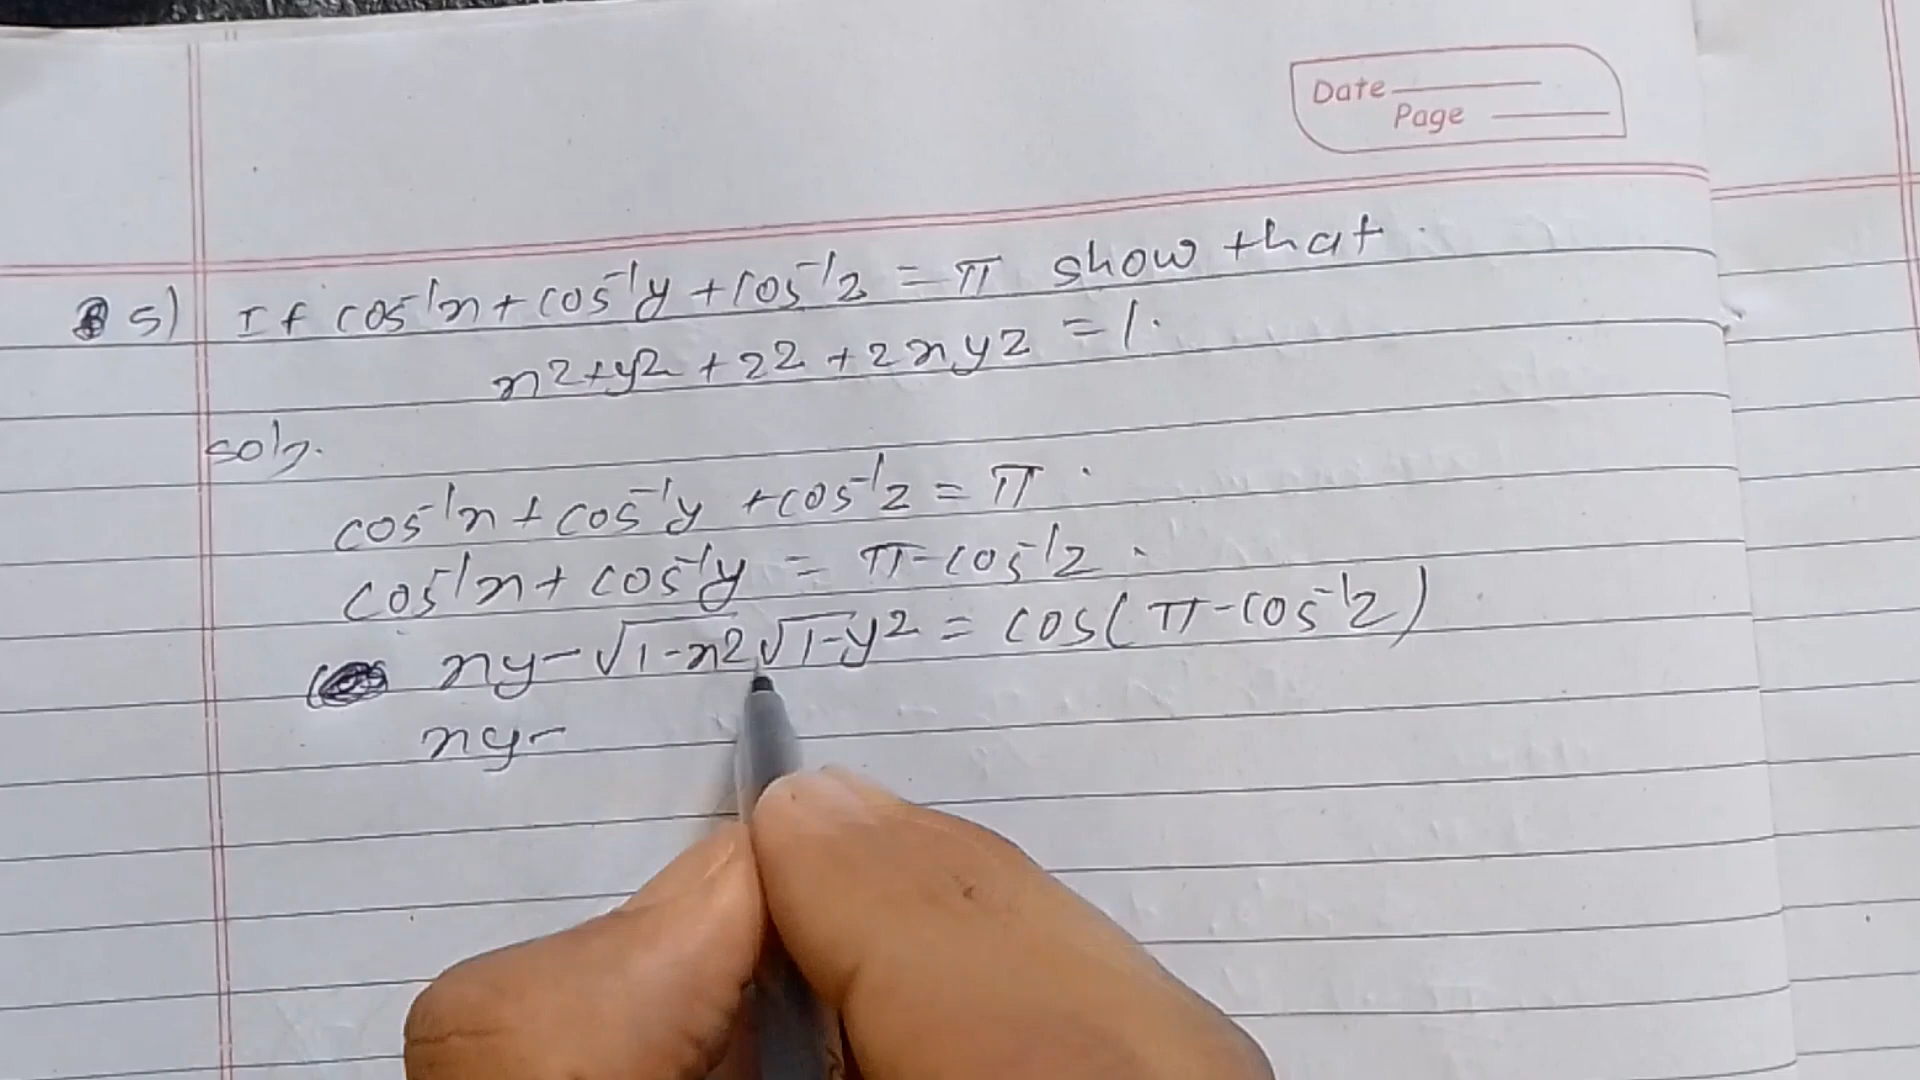 Date
Page
5) If cos⁻¹x + cos⁻¹y + cos⁻¹z = π show that
x² + y² + z² + 2xyz = 1.
soln.
cos⁻¹x + cos⁻¹y + cos⁻¹z = π
cos⁻¹x + cos⁻¹y = π - cos⁻¹z
xy - √1-x² √1-y² = cos(π - cos⁻¹z)
xy -